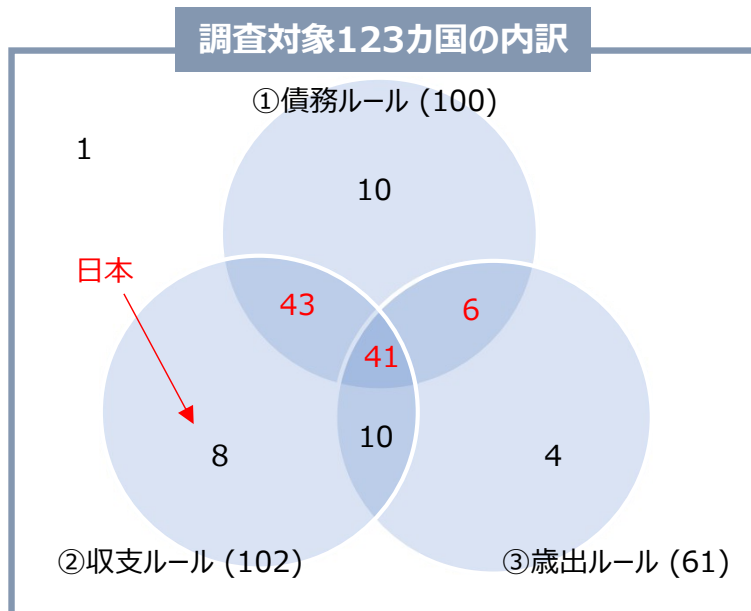 調査対象123カ国の内訳
①債務ルール (100)
1
10
日本
43
6
41
8
10
4
②収支ルール (102)
③歳出ルール (61)